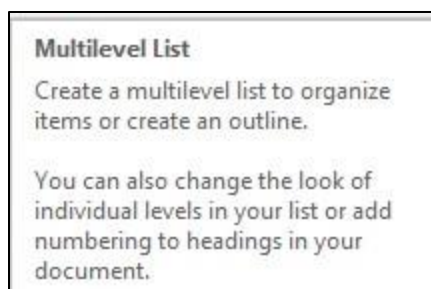 Multilevel List
Create a multilevel list to organize
items or create an outline.
You can also change the look of
individual levels in your list or add
numbering to headings in your
document.